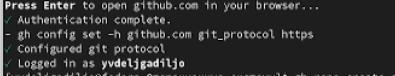 Press Enter to open github.com in your browser...
✓ Authentication complete.
- gh config set -h github.com git_protocol https
✓ Configured git protocol
✓ Logged in as yvdeljgadiljo